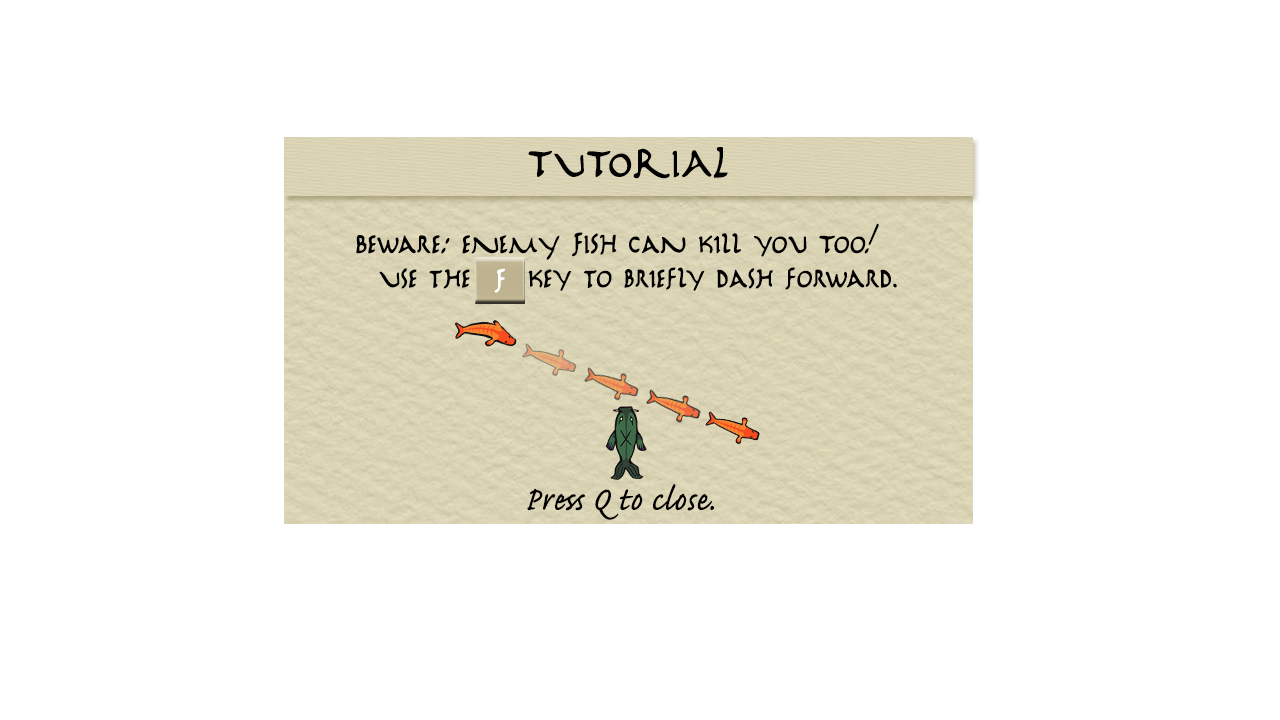 TUTORIAL
BEWARE: ENEMY FISH CAN KILL YOU TOO!
USE THE F KEY TO BRIEFLY DASH FORWARD.
Press Q to close.